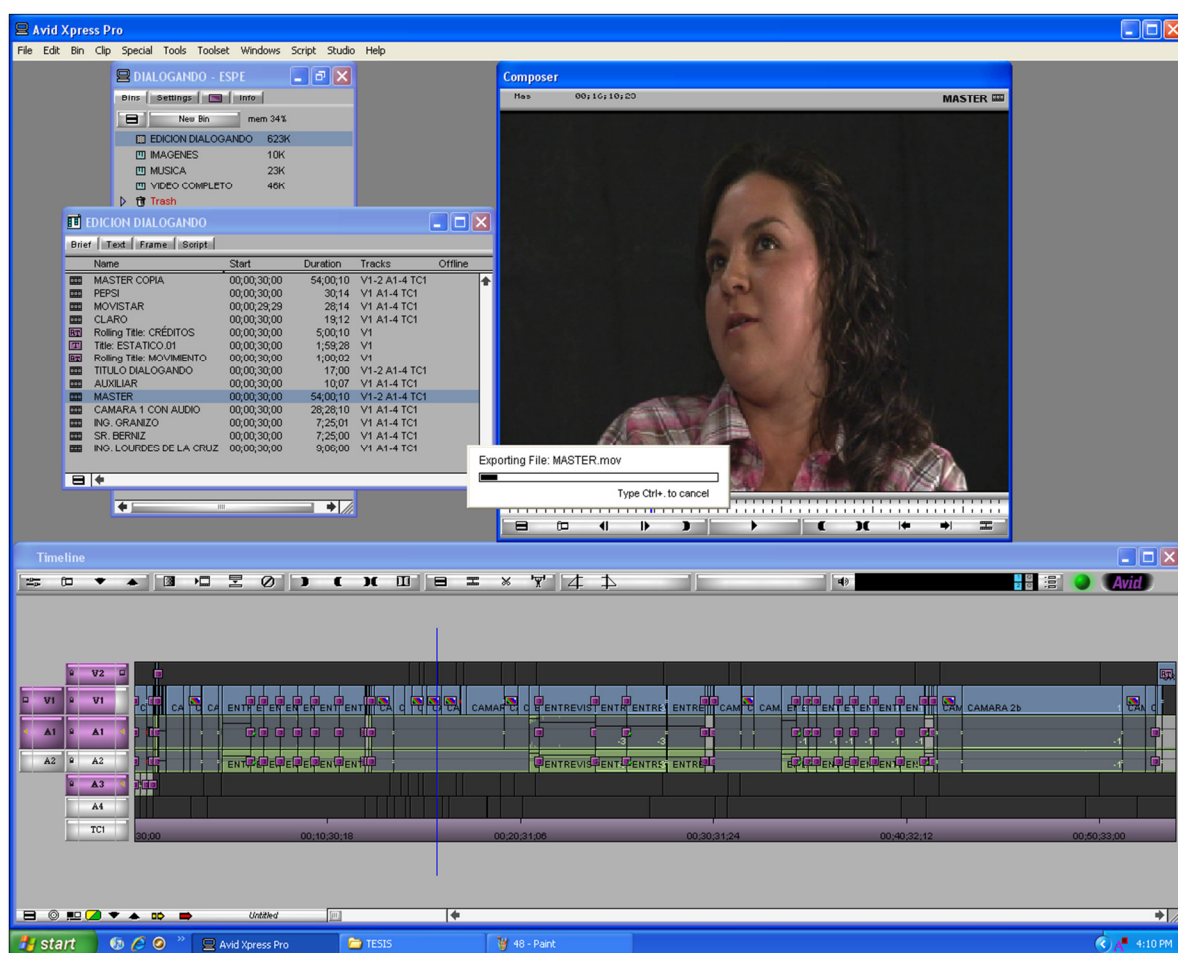 Avid Xpress Pro
File Edit Bin Clip Special Tools Toolset Windows Script Studio Help
DIALOGANDO - ESPE
Bins Settings Info
New Bin mem 34%
EDICION DIALOGANDO 623K
IMAGENES 10K
MUSICA 23K
VIDEO COMPLETO 46K
Trash
EDICION DIALOGANDO
Brief Text Frame Script
Name Start Duration Tracks Offline
MASTER COPIA 00;00;30;00 54;00;10 V1-2 A1-4 TC1
PEPSI 00;00;30;00 30;14 V1 A1-4 TC1
MOVISTAR 00;00;29;29 28;14 V1 A1-4 TC1
CLARO 00;00;30;00 19;12 V1 A1-4 TC1
Rolling Title: CRÉDITOS 00;00;30;00 5;00;10 V1
Title: ESTATICO.01 00;00;30;00 1;59;28 V1
Rolling Title: MOVIMIENTO 00;00;30;00 1;00;02 V1
TITULO DIALOGANDO 00;00;30;00 17;00 V1-2 A1-4 TC1
AUXILIAR 00;00;30;00 10;07 V1 A1-4 TC1
MASTER 00;00;30;00 54;00;10 V1-2 A1-4 TC1
CAMARA 1 CON AUDIO 00;00;30;00 28;28;10 V1 A1-4 TC1
ING. GRANIZO 00;00;30;00 7;25;01 V1 A1-4 TC1
SR. BERNIZ 00;00;30;00 7;25;00 V1 A1-4 TC1
ING. LOURDES DE LA CRUZ 00;00;30;00 9;06;00 V1 A1-4 TC1
Composer
Mas 00;16;10;23 MASTER
Exporting File: MASTER.mov
Type Ctrl+. to cancel
Timeline
Avid
V2
V1 V1 CAMARA 2b
A1 A1
A2 A2
A3
A4
TC1 30;00 00;10;30;18 00;20;31;06 00;30;31;24 00;40;32;12 00;50;33;00
Untitled
start Avid Xpress Pro TESIS 48 - Paint 4:10 PM